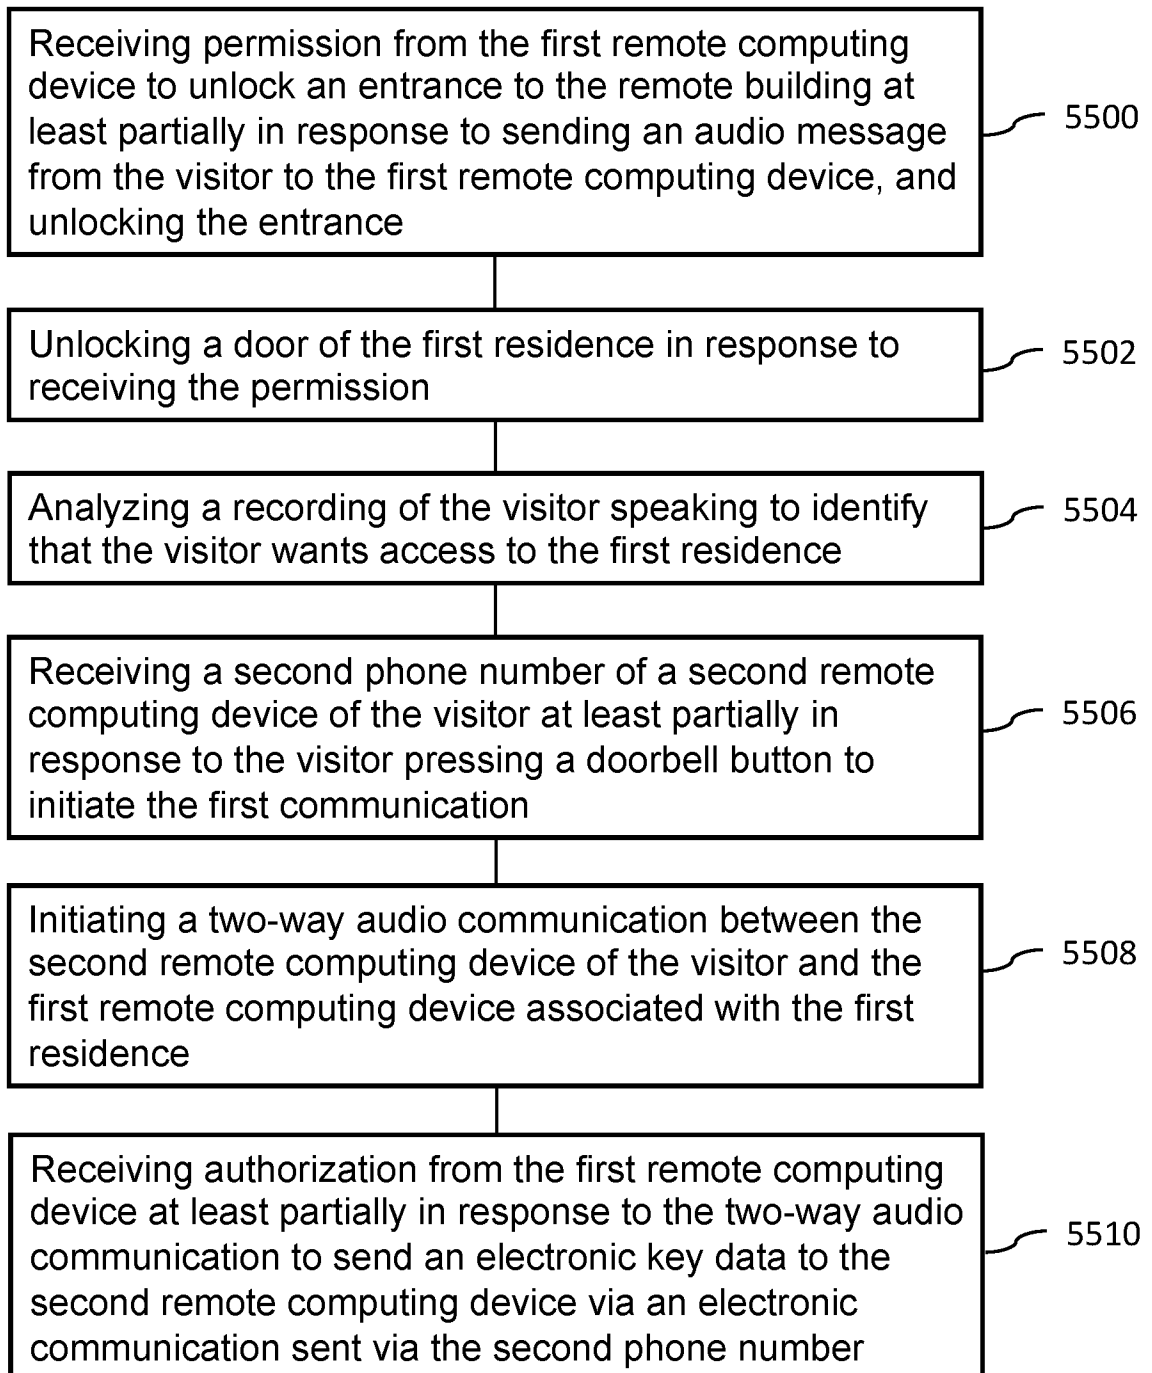 Receiving permission from the first remote computing
device to unlock an entrance to the remote building at
least partially in response to sending an audio message
from the visitor to the first remote computing device, and
unlocking the entrance
5500
Unlocking a door of the first residence in response to
receiving the permission
5502
Analyzing a recording of the visitor speaking to identify
that the visitor wants access to the first residence
5504
Receiving a second phone number of a second remote
computing device of the visitor at least partially in
response to the visitor pressing a doorbell button to
initiate the first communication
5506
Initiating a two-way audio communication between the
second remote computing device of the visitor and the
first remote computing device associated with the first
residence
5508
Receiving authorization from the first remote computing
device at least partially in response to the two-way audio
communication to send an electronic key data to the
second remote computing device via an electronic
communication sent via the second phone number
5510